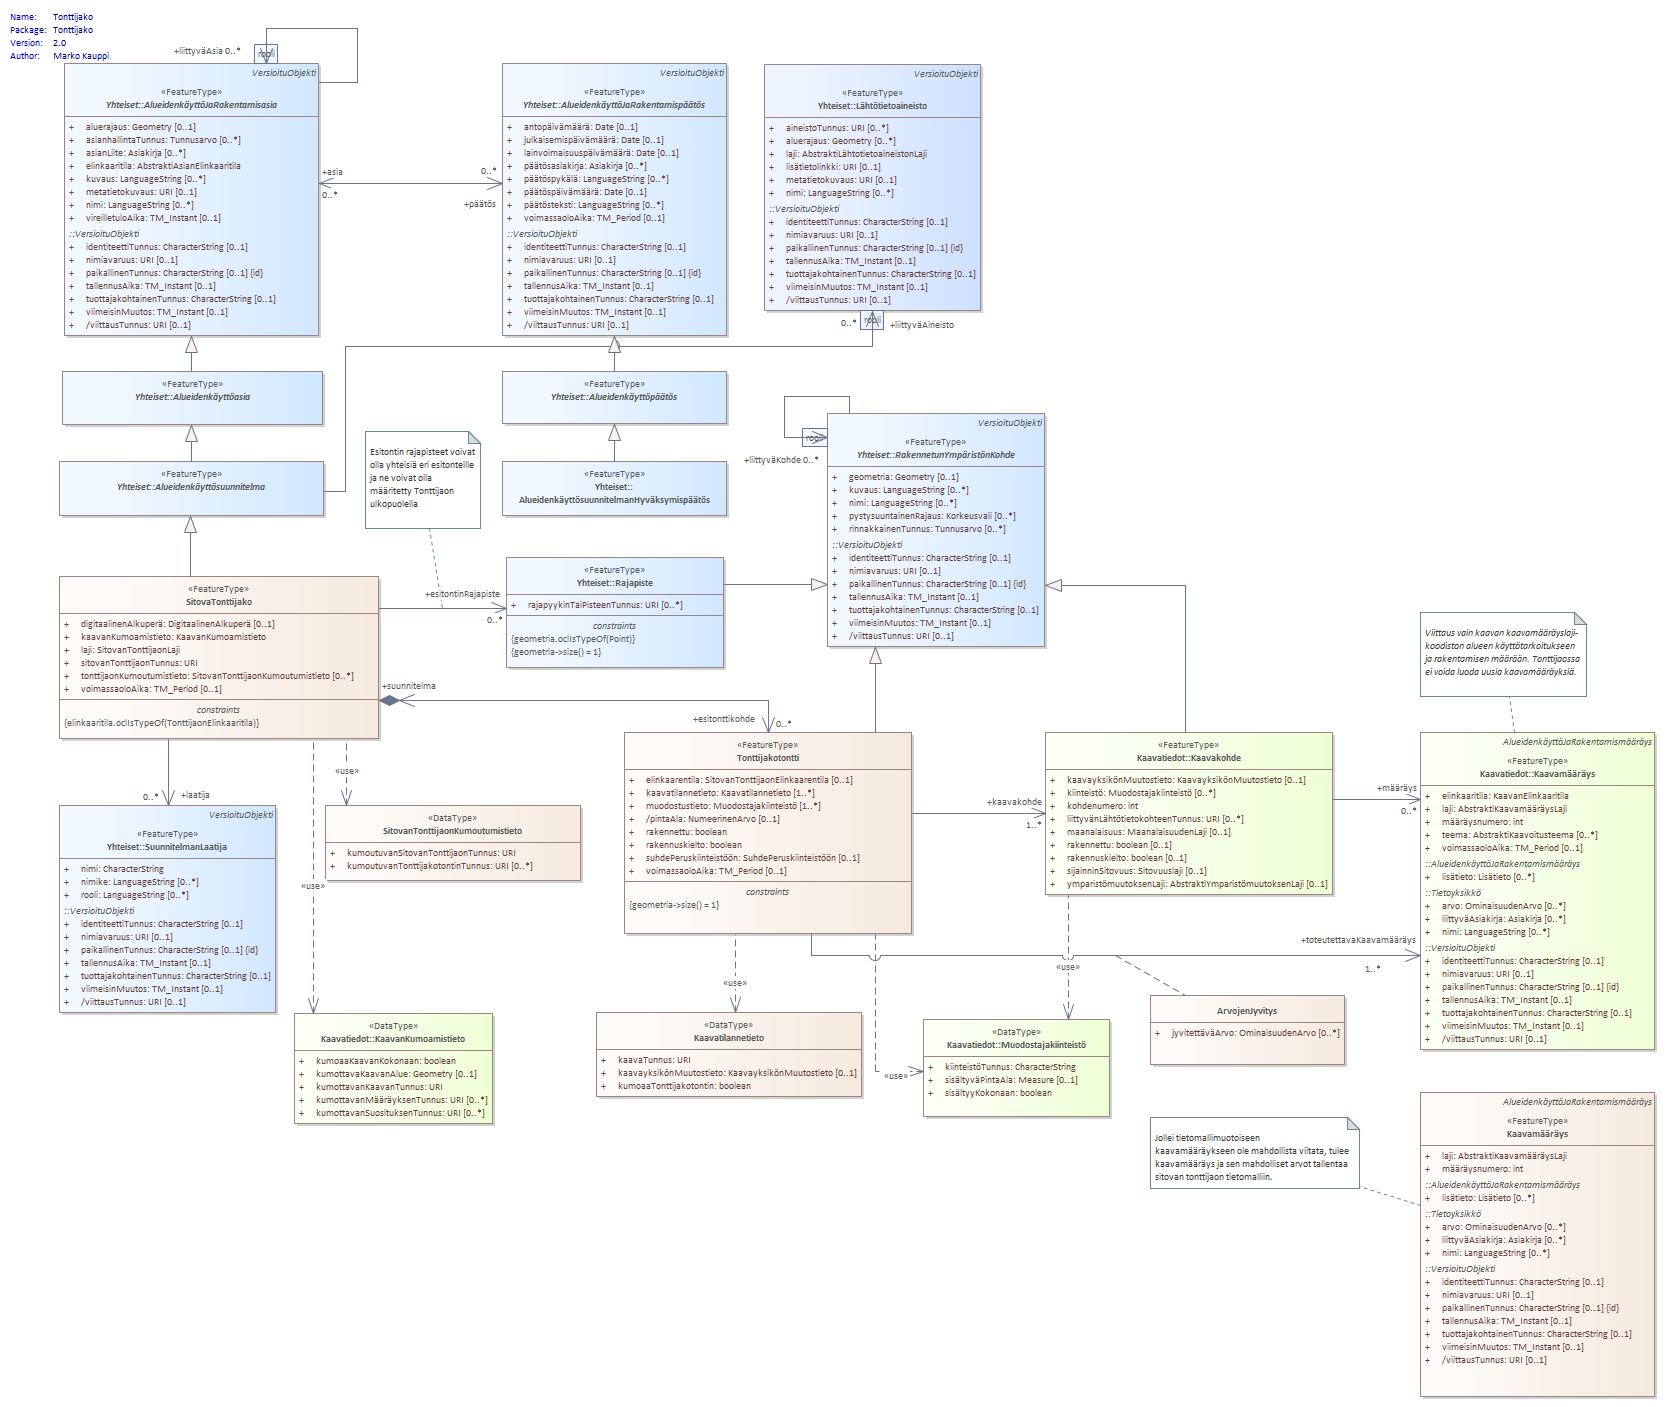 Name: Tonttijako
Package: Tonttijako
Version: 2.0
Author: Marko Kauppi
+liittyväAsia 0..*
rooli
VersioituObjekti
«FeatureType»
Yhteiset::AlueidenkäyttöJaRakentamisasia
+ aluerajaus: Geometry [0..1]
+ asianhallintaTunnus: Tunnusarvo [0..*]
+ asianLiite: Asiakirja [0..*]
+ elinkaaritila: AbstraktiAsianElinkaaritila
+ kuvaus: LanguageString [0..*]
+ metatietokuvaus: URI [0..1]
+ nimi: LanguageString [0..*]
+ vireilletuloAika: TM_Instant [0..1]
::VersioituObjekti
+ identiteettiTunnus: CharacterString [0..1]
+ nimiavaruus: URI [0..1]
+ paikallinenTunnus: CharacterString [0..1] {id}
+ tallennusAika: TM_Instant [0..1]
+ tuottajakohtainenTunnus: CharacterString [0..1]
+ viimeisinMuutos: TM_Instant [0..1]
+ /viittausTunnus: URI [0..1]
+asia
0..*
0..*
+päätös
VersioituObjekti
«FeatureType»
Yhteiset::AlueidenkäyttöJaRakentamispäätös
+ antopäivämäärä: Date [0..1]
+ julkaisemispäivämäärä: Date [0..1]
+ lainvoimaisuuspäivämäärä: Date [0..1]
+ päätösasiakirja: Asiakirja [0..*]
+ päätöspykälä: LanguageString [0..*]
+ päätöspäivämäärä: Date [0..1]
+ päätösteksti: LanguageString [0..*]
+ voimassaoloAika: TM_Period [0..1]
::VersioituObjekti
+ identiteettiTunnus: CharacterString [0..1]
+ nimiavaruus: URI [0..1]
+ paikallinenTunnus: CharacterString [0..1] {id}
+ tallennusAika: TM_Instant [0..1]
+ tuottajakohtainenTunnus: CharacterString [0..1]
+ viimeisinMuutos: TM_Instant [0..1]
+ /viittausTunnus: URI [0..1]
VersioituObjekti
«FeatureType»
Yhteiset::Lähtötietoaineisto
+ aineistoTunnus: URI [0..*]
+ aluerajaus: Geometry [0..*]
+ laji: AbstraktiLähtotietoaineistonLaji
+ lisätietolinkki: URI [0..1]
+ metatietokuvaus: URI [0..1]
+ nimi: LanguageString [0..*]
::VersioituObjekti
+ identiteettiTunnus: CharacterString [0..1]
+ nimiavaruus: URI [0..1]
+ paikallinenTunnus: CharacterString [0..1] {id}
+ tallennusAika: TM_Instant [0..1]
+ tuottajakohtainenTunnus: CharacterString [0..1]
+ viimeisinMuutos: TM_Instant [0..1]
+ /viittausTunnus: URI [0..1]
0..*
rooli
+liittyväAineisto
«FeatureType»
Yhteiset::Alueidenkäyttöasia
«FeatureType»
Yhteiset::Alueidenkäyttöpäätös
«FeatureType»
Yhteiset::Alueidenkäyttösuunnitelma
Esitontin rajapisteet voivat
olla yhteisiä eri esitonteille
ja ne voivat olla
määritetty Tonttijaon
ulkopuolella
«FeatureType»
Yhteiset::
AlueidenkäyttösuunnitelmanHyväksymispäätös
rooli
+liittyväKohde 0..*
VersioituObjekti
«FeatureType»
Yhteiset::RakennetunYmpäristönKohde
+ geometria: Geometry [0..1]
+ kuvaus: LanguageString [0..*]
+ nimi: LanguageString [0..*]
+ pystysuuntainenRajaus: Korkeusvali [0..*]
+ rinnakkainenTunnus: Tunnusarvo [0..*]
::VersioituObjekti
+ identiteettiTunnus: CharacterString [0..1]
+ nimiavaruus: URI [0..1]
+ paikallinenTunnus: CharacterString [0..1] {id}
+ tallennusAika: TM_Instant [0..1]
+ tuottajakohtainenTunnus: CharacterString [0..1]
+ viimeisinMuutos: TM_Instant [0..1]
+ /viittausTunnus: URI [0..1]
«FeatureType»
SitovaTonttijako
+ digitaalinenAlkuperä: DigitaalinenAlkuperä [0..1]
+ kaavanKumoamistieto: KaavanKumoamistieto
+ laji: SitovanTonttijaonLaji
+ sitovanTonttijaonTunnus: URI
+ tonttijaonKumoutumistieto: SitovanTonttijaonKumoutumistieto [0..*]
+ voimassaoloAika: TM_Period [0..1]
constraints
{elinkaaritila.oclIsTypeOf(TonttijaonElinkaaritila)}
+esitontinRajapiste
0..*
«FeatureType»
Yhteiset::Rajapiste
+ rajapyykinTaiPisteenTunnus: URI [0..*]
constraints
{geometria.oclIsTypeOf(Point)}
{geometria->size() = 1}
+suunnitelma
+esitonttikohde
0..*
Viittaus vain kaavan kaavamääräyslaji-
koodiston alueen käyttötarkoitukseen
ja rakentamisen määrään. Tonttijaossa
ei voida luoda uusia kaavamääräyksiä.
«FeatureType»
Tonttijakotontti
+ elinkaarentila: SitovanTonttijaonElinkaarentila [0..1]
+ kaavatilannetieto: Kaavatilannetieto [1..*]
+ muodostustieto: Muodostajakiinteistö [1..*]
+ /pintaAla: NumeerinenArvo [0..1]
+ rakennettu: boolean
+ rakennuskielto: boolean
+ suhdePeruskiinteistöön: SuhdePeruskiinteistöön [0..1]
+ voimassaoloAika: TM_Period [0..1]
constraints
{geometria->size() = 1}
+kaavakohde
1..*
«FeatureType»
Kaavatiedot::Kaavakohde
+ kaavayksikönMuutostieto: KaavayksikönMuutostieto [0..1]
+ kiinteistö: Muodostajakiinteistö [0..*]
+ kohdenumero: int
+ liittyvänLähtötietokohteenTunnus: URI [0..*]
+ maanalaisuus: MaanalaisuudenLaji [0..1]
+ rakennettu: boolean [0..1]
+ rakennuskielto: boolean [0..1]
+ sijainninSitovuus: Sitovuuslaji [0..1]
+ ymparistömuutoksenLaji: AbstraktiYmparistömuutoksenLaji [0..1]
+määräys
0..*
AlueidenkäyttöJaRakentamismääräys
«FeatureType»
Kaavatiedot::Kaavamääräys
+ elinkaaritila: KaavanElinkaaritila
+ laji: AbstraktiKaavamääräysLaji
+ määräysnumero: int
+ teema: AbstraktiKaavoitusteema [0..*]
+ voimassaoloAika: TM_Period [0..1]
::AlueidenkäyttöJaRakentamismääräys
+ lisätieto: Lisätieto [0..*]
::Tietoyksikkö
+ arvo: OminaisuudenArvo [0..*]
+ liittyväAsiakirja: Asiakirja [0..*]
+ nimi: LanguageString [0..*]
::VersioituObjekti
+ identiteettiTunnus: CharacterString [0..1]
+ nimiavaruus: URI [0..1]
+ paikallinenTunnus: CharacterString [0..1] {id}
+ tallennusAika: TM_Instant [0..1]
+ tuottajakohtainenTunnus: CharacterString [0..1]
+ viimeisinMuutos: TM_Instant [0..1]
+ /viittausTunnus: URI [0..1]
«use»
«use»
0..*
+laatija
VersioituObjekti
«FeatureType»
Yhteiset::SuunnitelmanLaatija
+ nimi: CharacterString
+ nimike: LanguageString [0..*]
+ rooli: LanguageString [0..*]
::VersioituObjekti
+ identiteettiTunnus: CharacterString [0..1]
+ nimiavaruus: URI [0..1]
+ paikallinenTunnus: CharacterString [0..1] {id}
+ tallennusAika: TM_Instant [0..1]
+ tuottajakohtainenTunnus: CharacterString [0..1]
+ viimeisinMuutos: TM_Instant [0..1]
+ /viittausTunnus: URI [0..1]
«DataType»
SitovanTonttijaonKumoutumistieto
+ kumoutuvanSitovanTonttijaonTunnus: URI
+ kumoutuvanTonttijakotontinTunnus: URI [0..*]
+toteutettavaKaavamääräys
1..*
«use»
«use»
«use»
«DataType»
Kaavatiedot::KaavanKumoamistieto
+ kumoaaKaavanKokonaan: boolean
+ kumottavaKaavanAlue: Geometry [0..1]
+ kumottavanKaavanTunnus: URI
+ kumottavanMääräyksenTunnus: URI [0..*]
+ kumottavanSuosituksenTunnus: URI [0..*]
«DataType»
Kaavatilannetieto
+ kaavaTunnus: URI
+ kaavayksikönMuutostieto: KaavayksikönMuutostieto [0..1]
+ kumoaaTonttijakotontin: boolean
«DataType»
Kaavatiedot::Muodostajakiinteistö
+ kiinteistöTunnus: CharacterString
+ sisältyväPintaAla: Measure [0..1]
+ sisältyyKokonaan: boolean
ArvojenJyvitys
+ jyvitettäväArvo: OminaisuudenArvo [0..*]
Jollei tietomallimuotoiseen
kaavamääräykseen ole mahdollista viitata, tulee
kaavamääräys ja sen mahdolliset arvot tallentaa
sitovan tonttijaon tietomalliin.
AlueidenkäyttöJaRakentamismääräys
«FeatureType»
Kaavamääräys
+ laji: AbstraktiKaavamääräysLaji
+ määräysnumero: int
::AlueidenkäyttöJaRakentamismääräys
+ lisätieto: Lisätieto [0..*]
::Tietoyksikkö
+ arvo: OminaisuudenArvo [0..*]
+ liittyväAsiakirja: Asiakirja [0..*]
+ nimi: LanguageString [0..*]
::VersioituObjekti
+ identiteettiTunnus: CharacterString [0..1]
+ nimiavaruus: URI [0..1]
+ paikallinenTunnus: CharacterString [0..1] {id}
+ tallennusAika: TM_Instant [0..1]
+ tuottajakohtainenTunnus: CharacterString [0..1]
+ viimeisinMuutos: TM_Instant [0..1]
+ /viittausTunnus: URI [0..1]